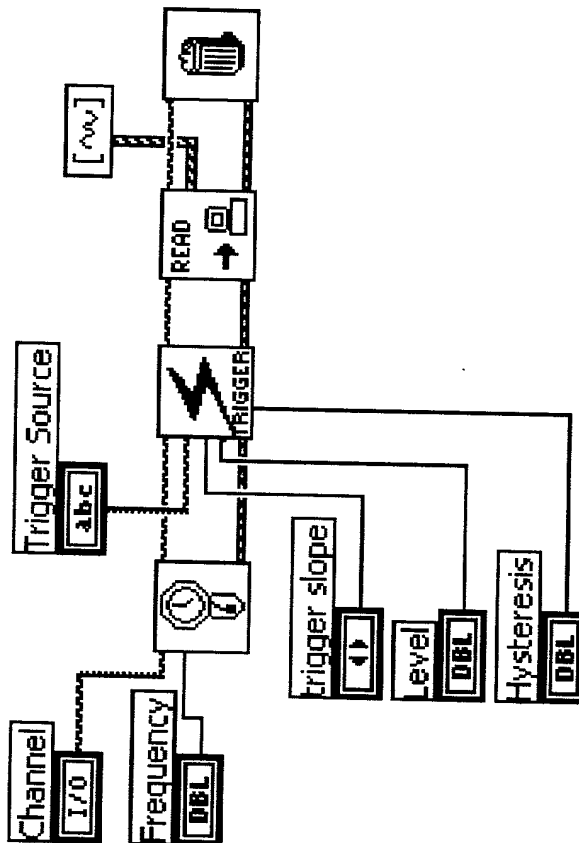 Channel
I/O
Frequency
DBL
Trigger Source
abc
TRIGGER
trigger slope
Level
DBL
Hysteresis
DBL
READ